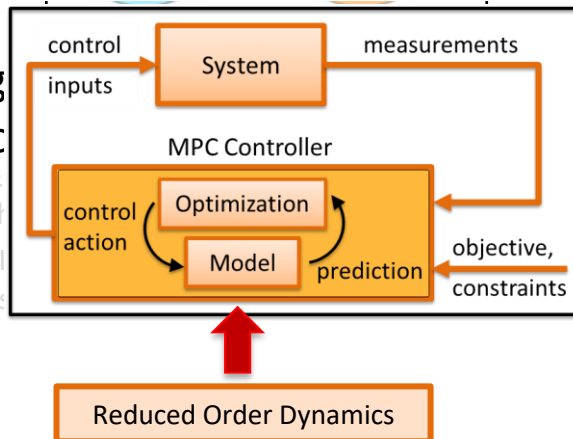 control
inputs
System
measurements
MPC Controller
control
action
Optimization
Model
prediction
objective,
constraints
Reduced Order Dynamics